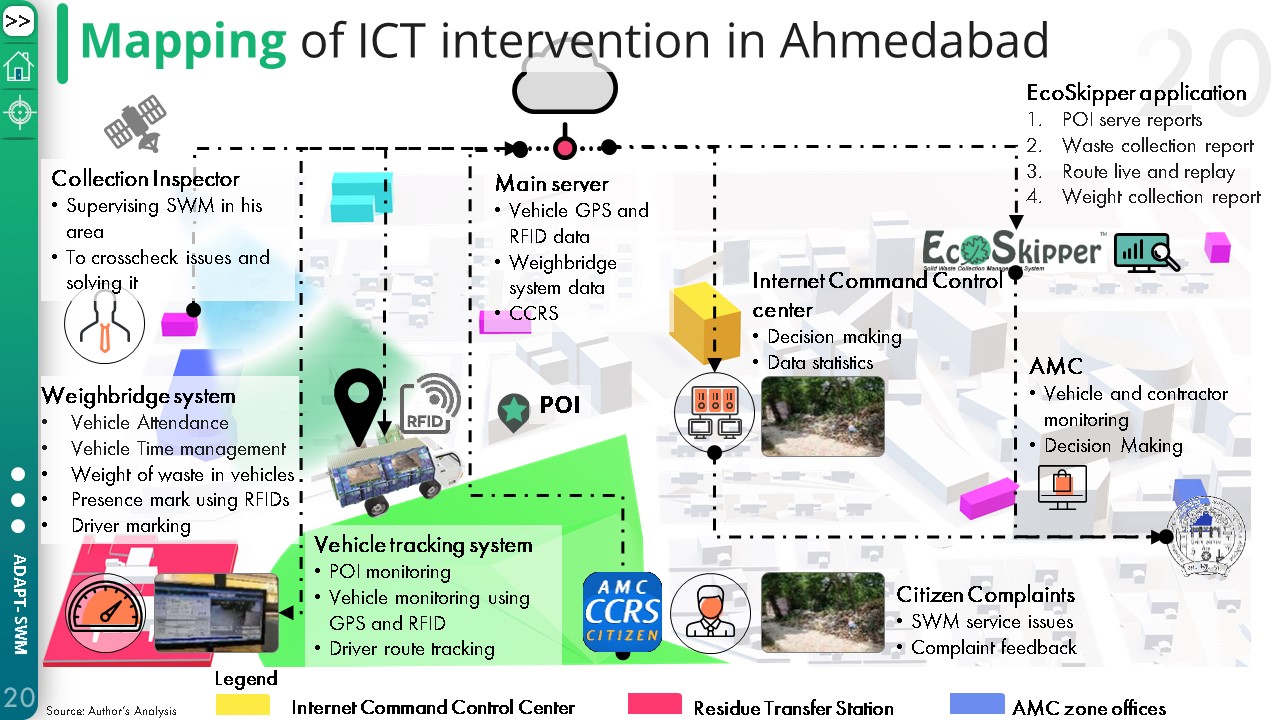 >>
Mapping of ICT intervention in Ahmedabad
20
EcoSkipper application
1. POI serve reports
2. Waste collection report
3. Route live and replay
4. Weight collection report
Collection Inspector
• Supervising SWM in his
area
• To crosscheck issues and
solving it
Main server
• Vehicle GPS and
RFID data
• Weighbridge
system data
• CCRS
EcoSkipper™
Solid Waste Collection Management System
Internet Command Control
center
• Decision making
• Data statistics
AMC
• Vehicle and contractor
monitoring
• Decision Making
Weighbridge system
• Vehicle Attendance
• Vehicle Time management
• Weight of waste in vehicles
• Presence mark using RFIDs
• Driver marking
RFID
POI
Vehicle tracking system
• POI monitoring
• Vehicle monitoring using
GPS and RFID
• Driver route tracking
AMC
CCRS
CITIZEN
Citizen Complaints
• SWM service issues
• Complaint feedback
ADAPT- SWM
20
Legend
Source: Author's Analysis
Internet Command Control Center
Residue Transfer Station
AMC zone offices